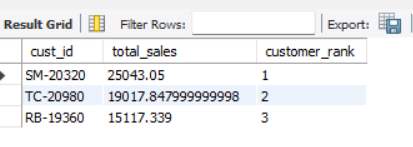 Result Grid Filter Rows: Export:
cust_id total_sales customer_rank
SM-20320 25043.05 1
TC-20980 19017.847999999998 2
RB-19360 15117.339 3